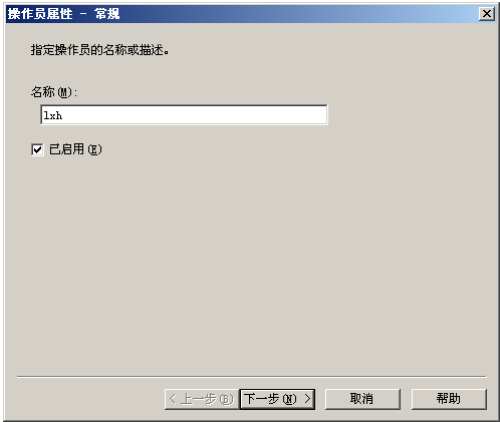 操作员属性 - 常规
指定操作员的名称或描述。
名称(M):
lxh
已启用(E)
< 上一步(B) 下一步(N) > 取消 帮助